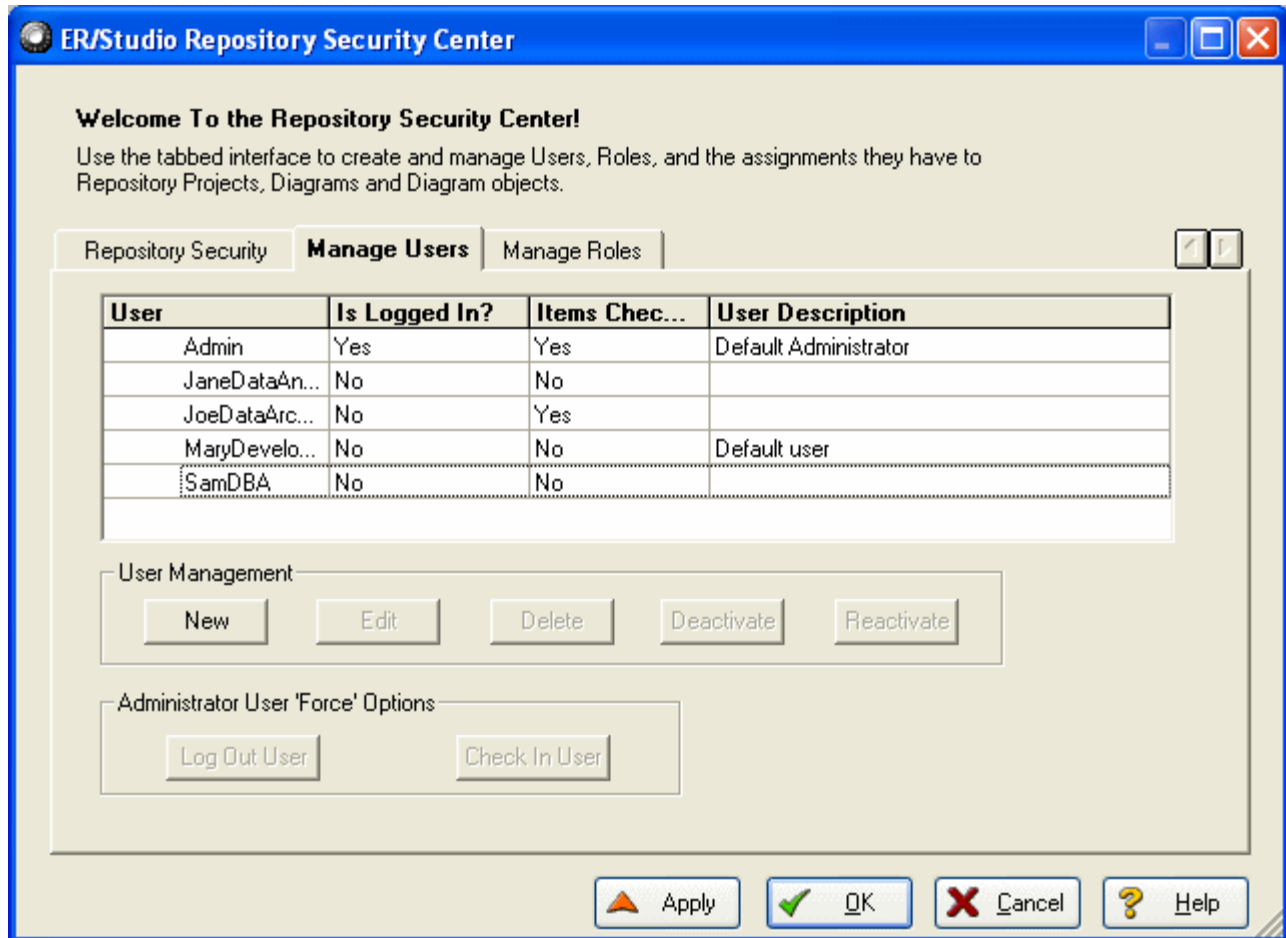 ER/Studio Repository Security Center
Welcome To the Repository Security Center!
Use the tabbed interface to create and manage Users, Roles, and the assignments they have to
Repository Projects, Diagrams and Diagram objects.
Repository Security Manage Users Manage Roles
User Is Logged In? Items Chec... User Description
Admin Yes Yes Default Administrator
JaneDataAn... No No
JoeDataArc... No Yes
MaryDevelo... No No Default user
SamDBA No No
User Management
New Edit Delete Deactivate Reactivate
Administrator User 'Force' Options
Log Out User Check In User
Apply OK Cancel Help